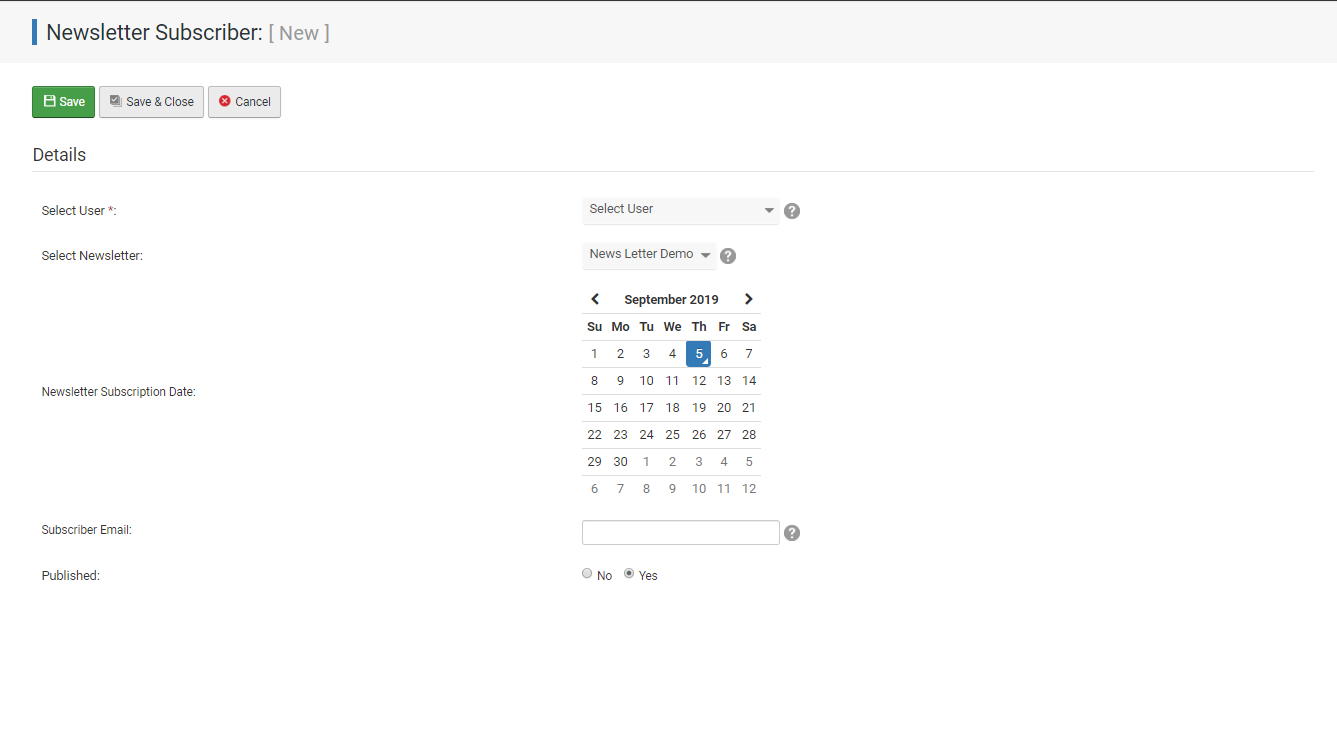 Newsletter Subscriber: [ New ]
Save Save & Close Cancel
Details
Select User *: Select User ?
Select Newsletter: News Letter Demo ?
September 2019
Su Mo Tu We Th Fr Sa
1 2 3 4 5 6 7
8 9 10 11 12 13 14
Newsletter Subscription Date:
15 16 17 18 19 20 21
22 23 24 25 26 27 28
29 30 1 2 3 4 5
6 7 8 9 10 11 12
Subscriber Email: ?
Published: No Yes